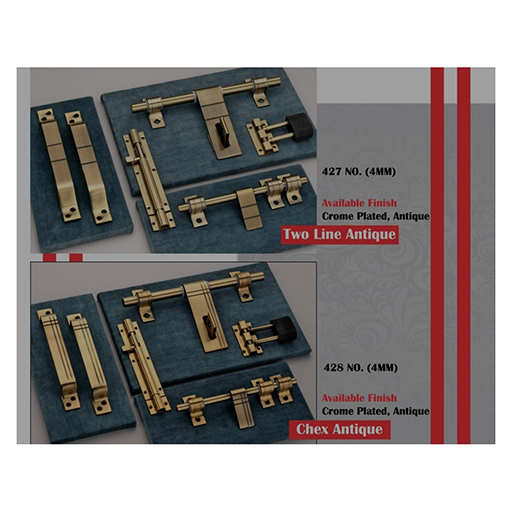 427 NO. (4MM)
Available Finish
Crome Plated, Antique
Two Line Antique
428 NO. (4MM)
Available Finish
Crome Plated, Antique
Chex Antique